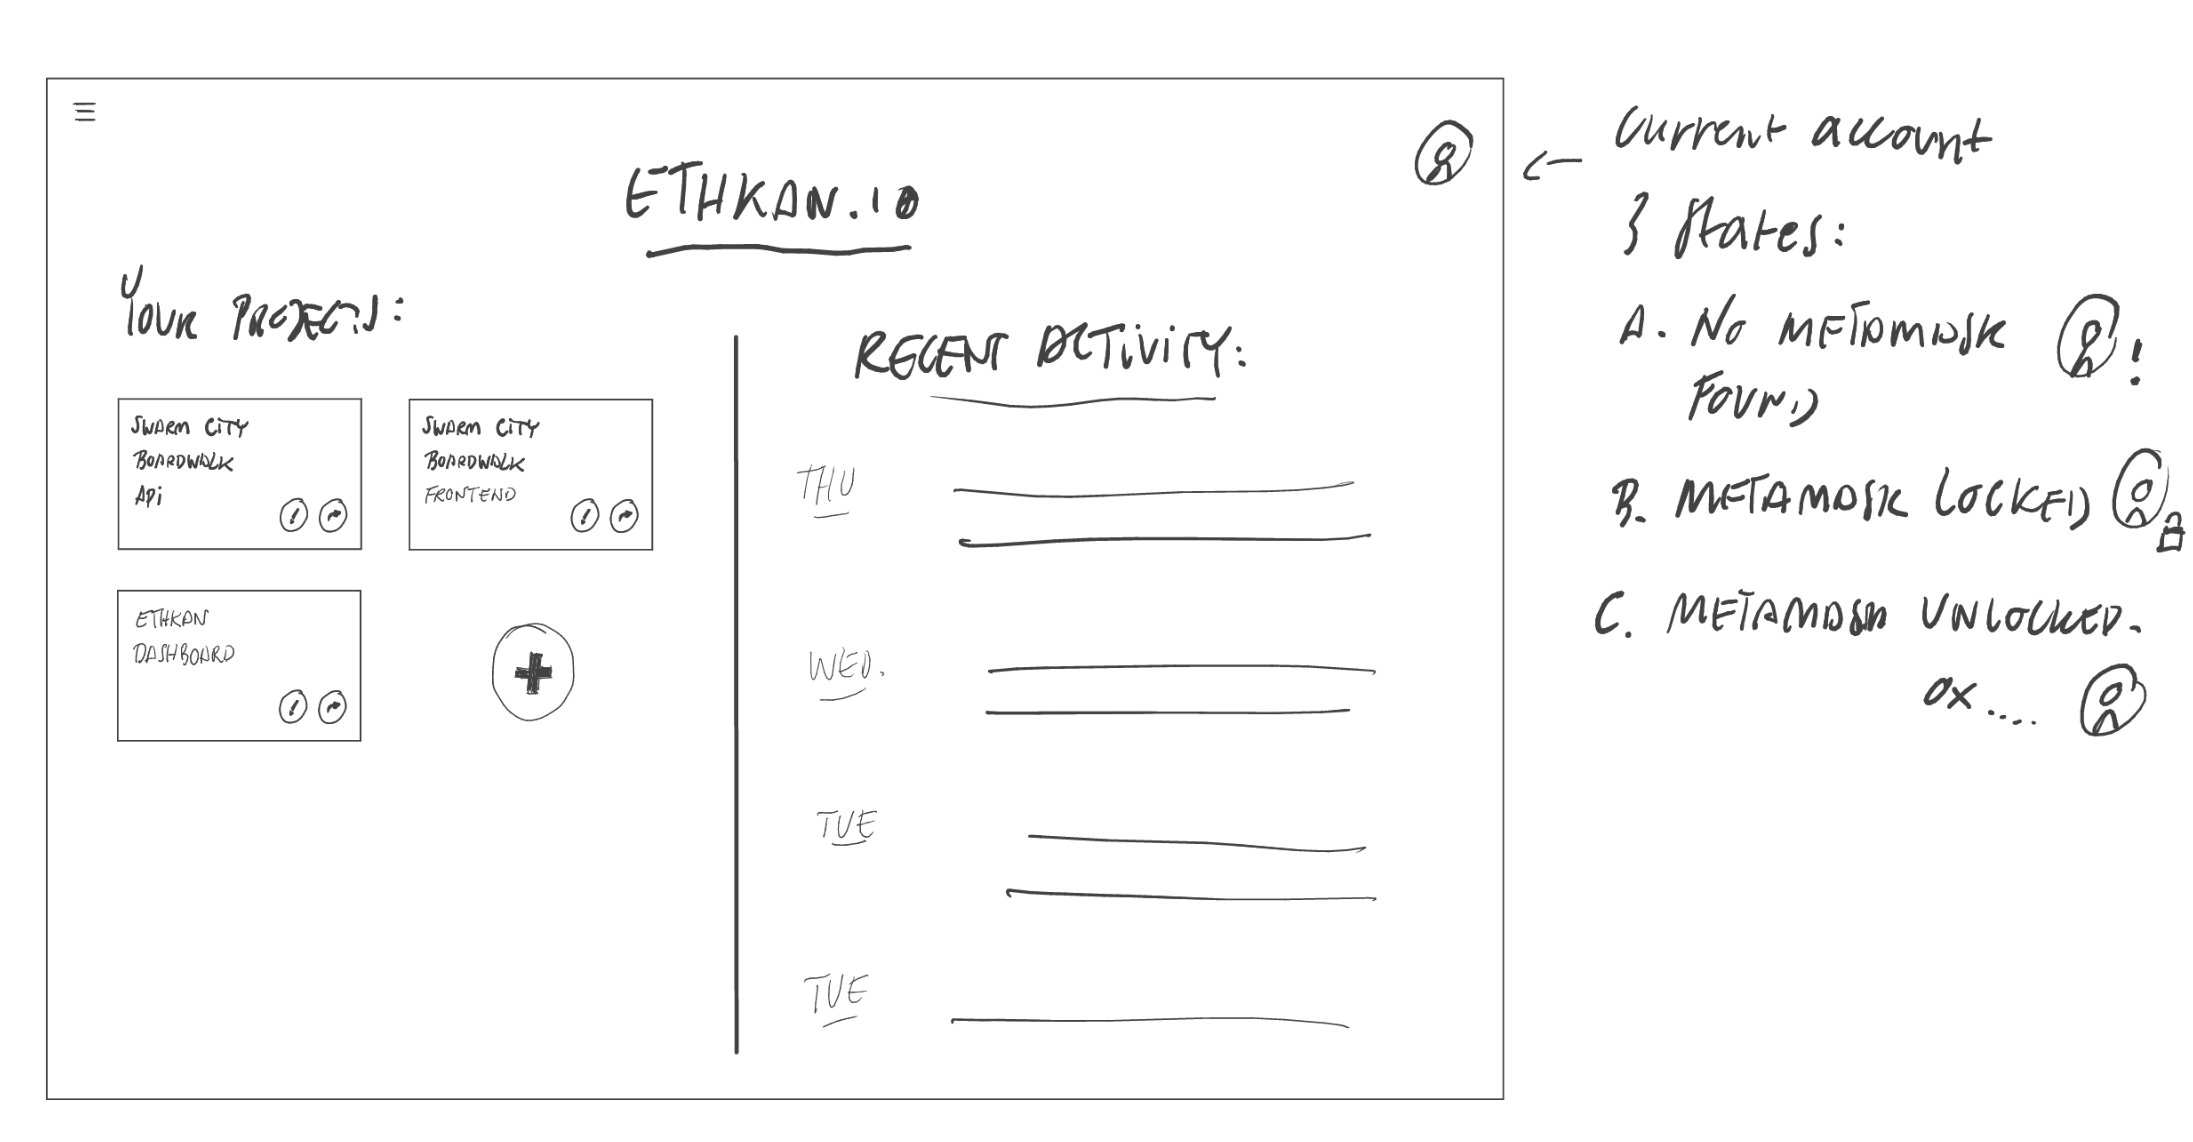 ETHKAN.IO
YOUR PROJECTS:
SWARM CITY
BOARDWALK
API
SWARM CITY
BOARDWALK
FRONTEND
ETHKAN
DASHBOARD
RECENT ACTIVITY:
THU
WED.
TUE
TUE
Current account
3 States:
A. NO METAMASK
FOUND
!
B. METAMASK LOCKED
C. METAMASK UNLOCKED.
0x.....